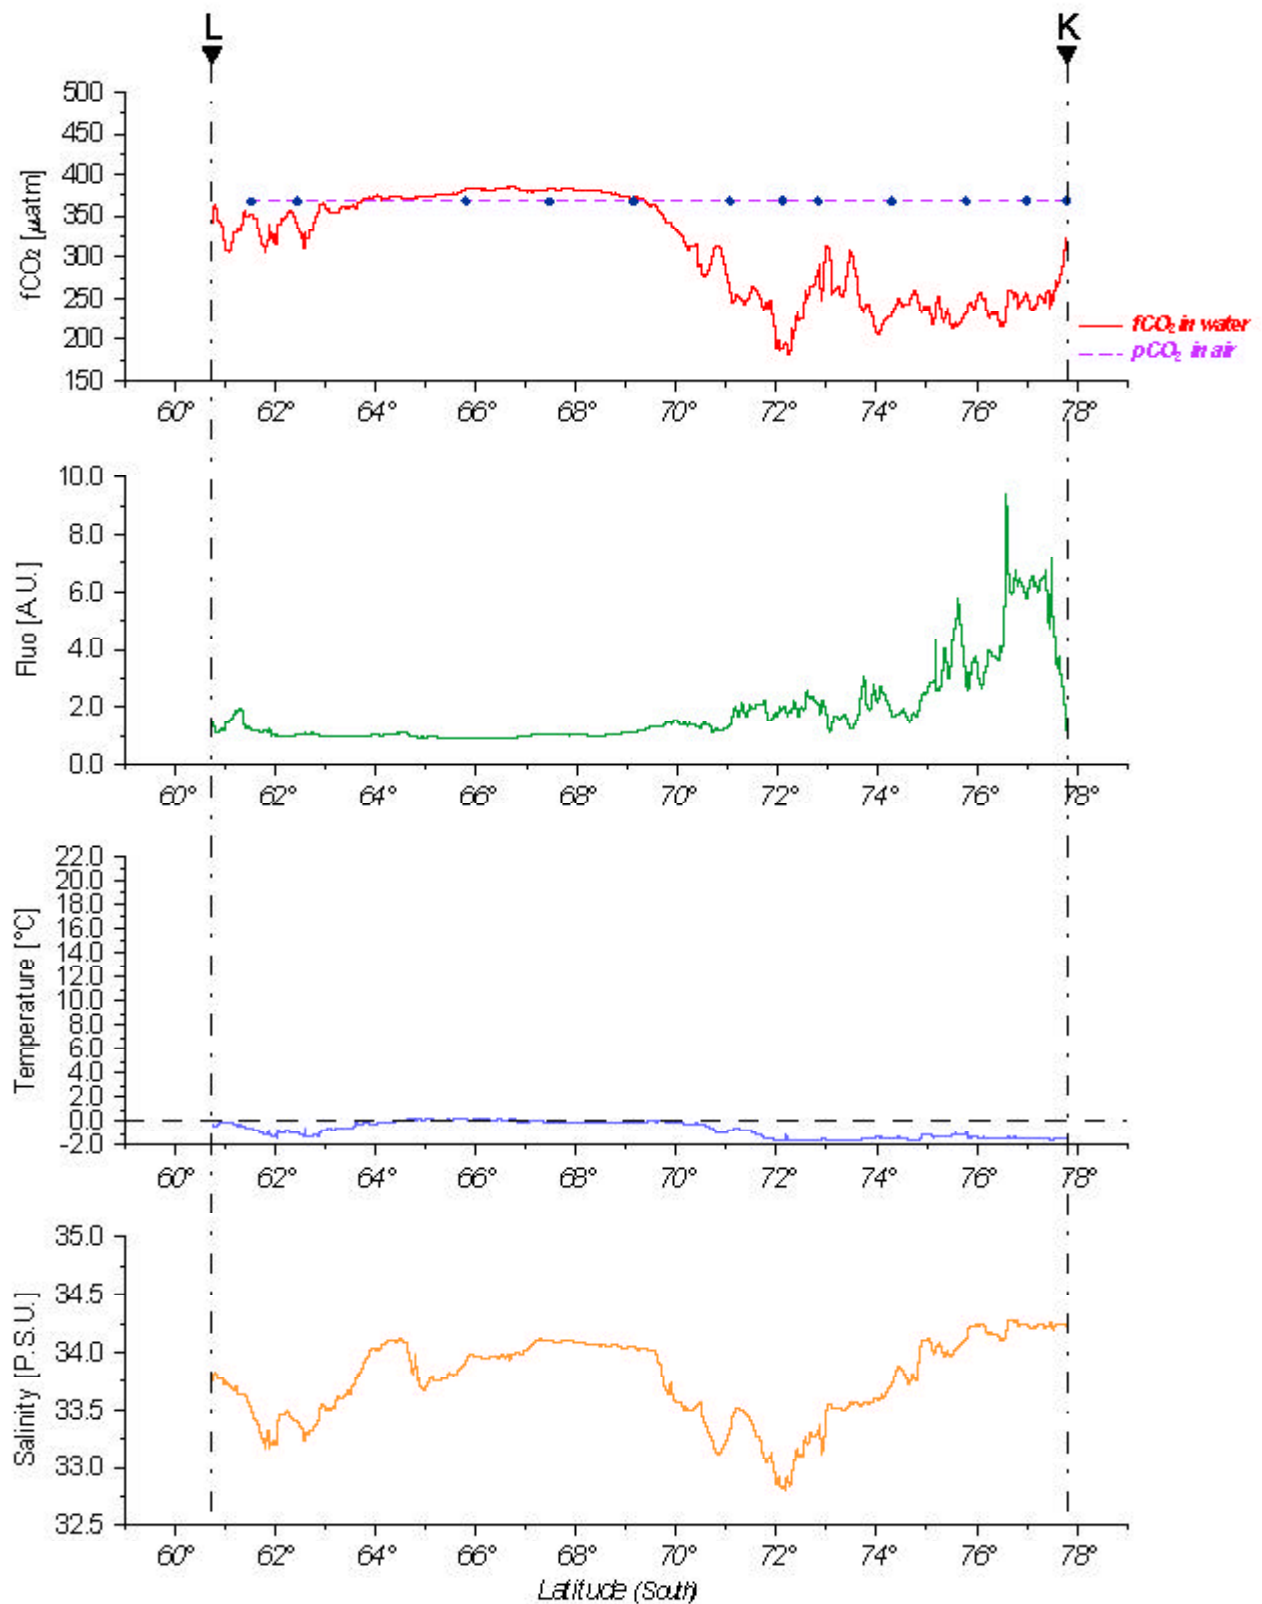 L K
500
450
400
350
300
250
200
150
fCO₂ [µatm]
fCO₂ in water
pCO₂ in air
60° 62° 64° 66° 68° 70° 72° 74° 76° 78°
10.0
8.0
6.0
4.0
2.0
0.0
Fluo [A.U.]
60° 62° 64° 66° 68° 70° 72° 74° 76° 78°
22.0
20.0
18.0
16.0
14.0
12.0
10.0
8.0
6.0
4.0
2.0
0.0
-2.0
Temperature [°C]
60° 62° 64° 66° 68° 70° 72° 74° 76° 78°
35.0
34.5
34.0
33.5
33.0
32.5
Salinity [P.S.U.]
60° 62° 64° 66° 68° 70° 72° 74° 76° 78°
Latitude (South)